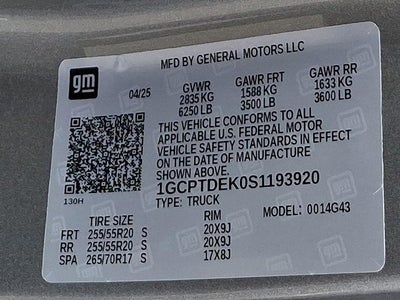 MFD BY GENERAL MOTORS LLC
gm
04/25 GVWR GAWR FRT GAWR RR
2835 KG 1588 KG 1633 KG
6250 LB 3500 LB 3600 LB
THIS VEHICLE CONFORMS TO ALL
APPLICABLE U.S. FEDERAL MOTOR
VEHICLE SAFETY STANDARDS IN EFFECT
ON THE DATE OF MANUFACTURE
SHOWN ABOVE.
1GCPTDEK0S1193920
130H
TYPE: TRUCK
TIRE SIZE RIM MODEL: 0014G43
FRT 255/55R20 S 20X9J
RR 255/55R20 S 20X9J
SPA 265/70R17 S 17X8J